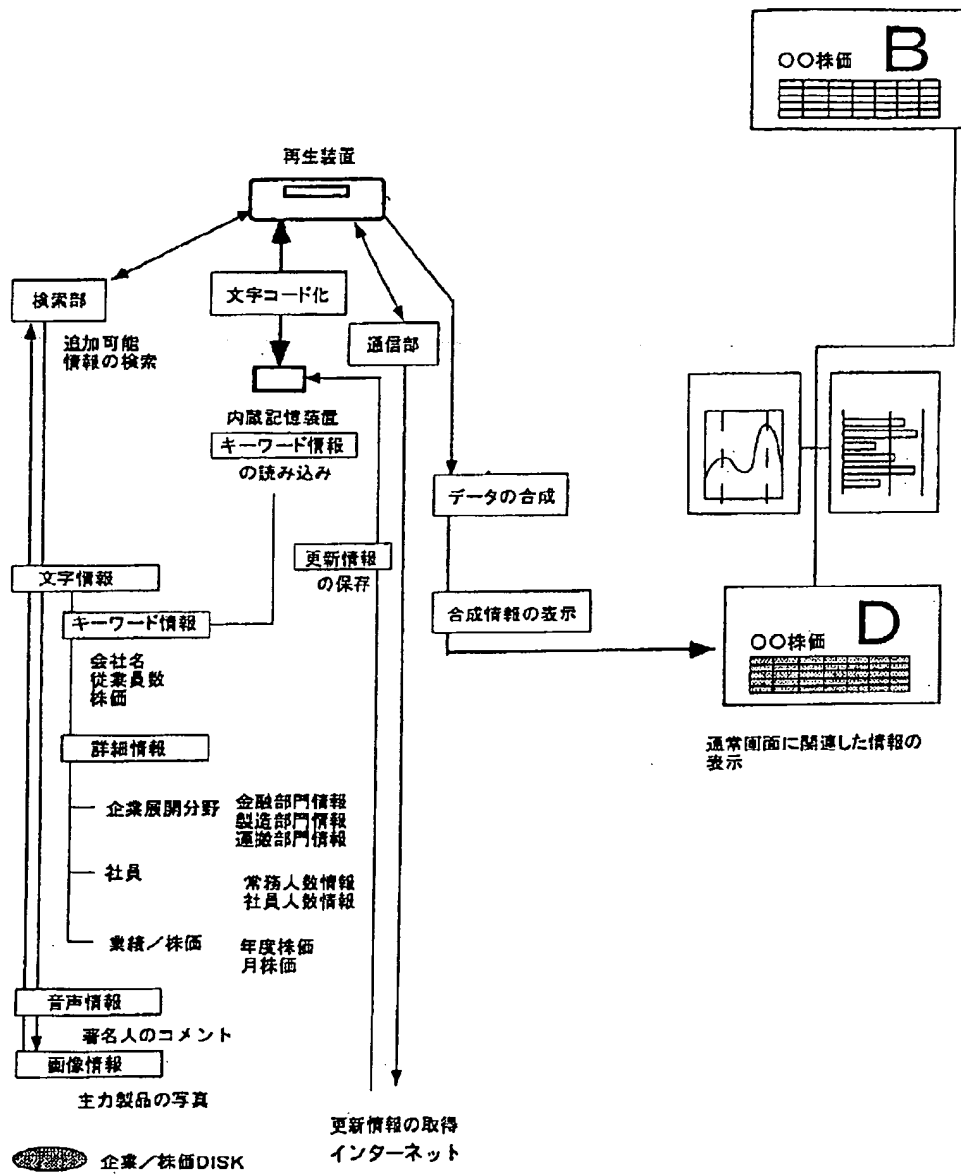 ○○株価 B
再生装置
検索部
追加可能
情報の検索
文字コード化
通信部
内蔵記憶装置
キーワード情報
の読み込み
データの合成
更新情報
の保存
合成情報の表示
○○株価 D
通常画面に関連した情報の
表示
文字情報
キーワード情報
会社名
従業員数
株価
詳細情報
企業展開分野
金融部門情報
製造部門情報
運搬部門情報
社員
常務人数情報
社員人数情報
業績／株価
年度株価
月株価
音声情報
著名人のコメント
画像情報
主力製品の写真
更新情報の取得
インターネット
企業／株価DISK